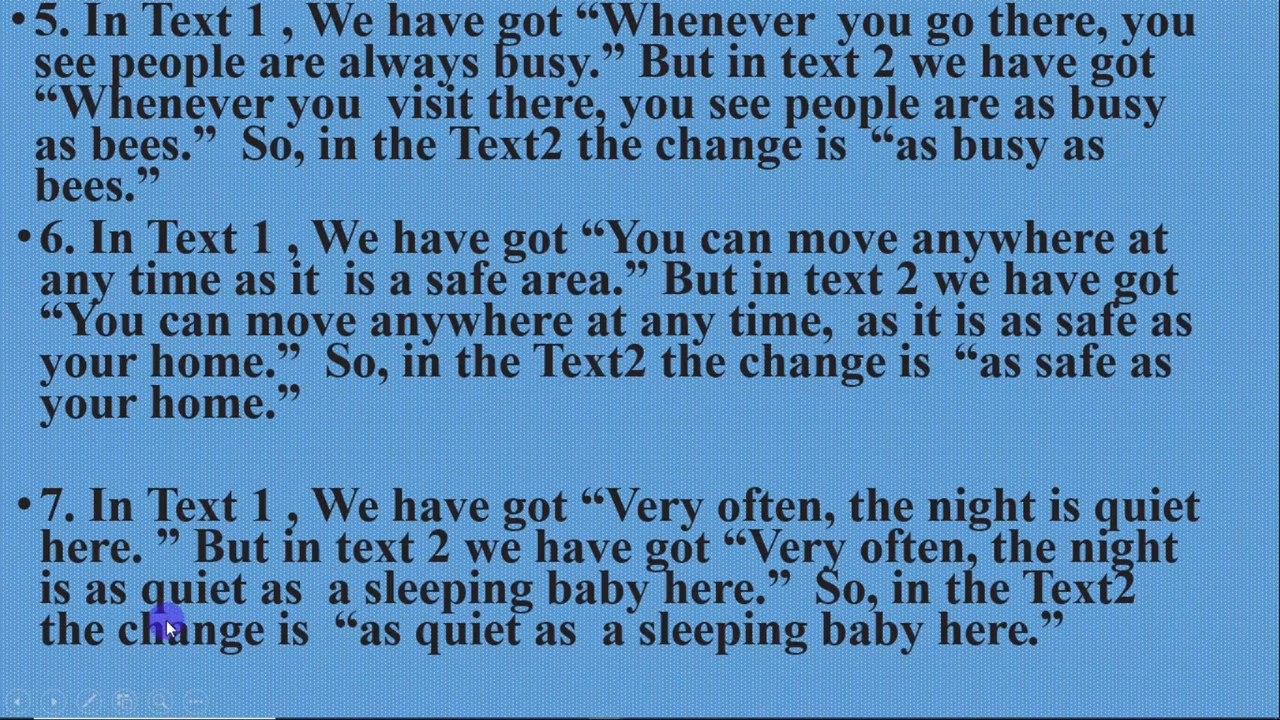 • 5. In Text 1 , We have got “Whenever  you go there, you
see people are always busy.” But in text 2 we have got
“Whenever you  visit there, you see people are as busy
as bees.”  So, in the Text2 the change is  “as busy as
bees.”
• 6. In Text 1 , We have got “You can move anywhere at
any time as it  is a safe area.” But in text 2 we have got
“You can move anywhere at any time,  as it is as safe as
your home.”  So, in the Text2 the change is  “as safe as
your home.”
• 7. In Text 1 , We have got “Very often, the night is quiet
here. ” But in text 2 we have got “Very often, the night
is as quiet as  a sleeping baby here.”  So, in the Text2
the change is  “as quiet as  a sleeping baby here.”